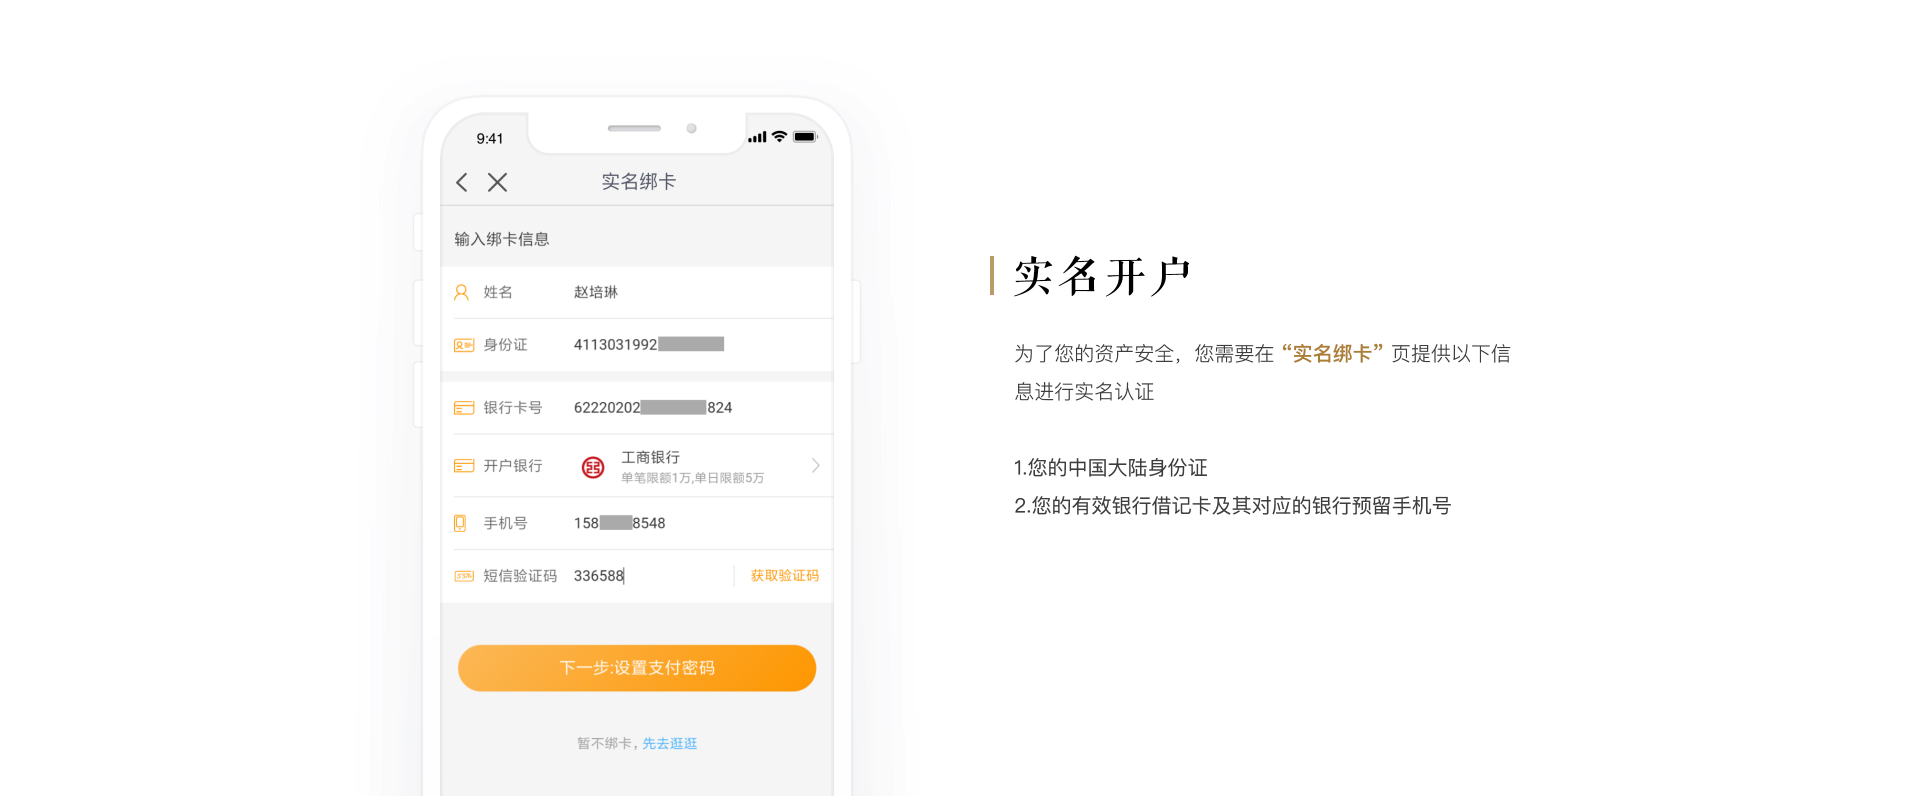 9:41
实名绑卡
输入绑卡信息
姓名 赵培琳
身份证 4113031992
银行卡号 62220202 824
开户银行 工商银行
单笔限额1万,单日限额5万
手机号 158 8548
短信验证码 336588 获取验证码
下一步:设置支付密码
暂不绑卡，先去逛逛
实名开户
为了您的资产安全，您需要在“实名绑卡”页提供以下信
息进行实名认证
1.您的中国大陆身份证
2.您的有效银行借记卡及其对应的银行预留手机号